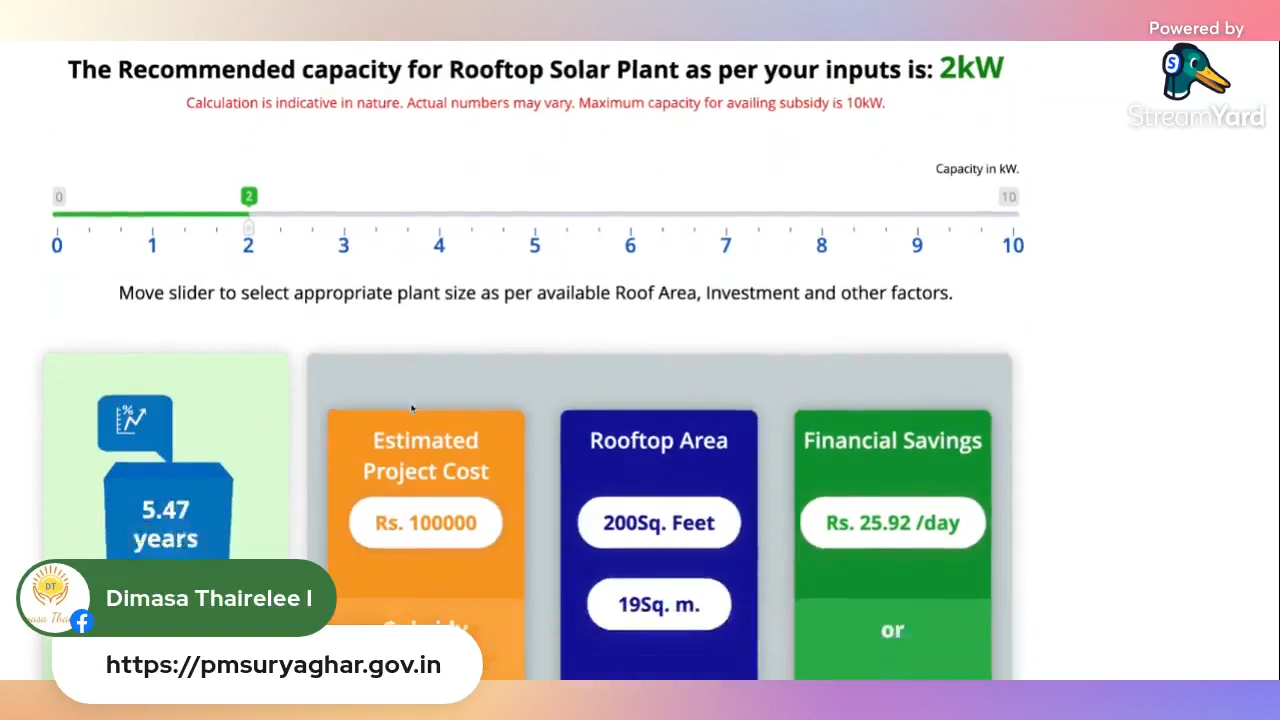 Powered by
StreamYard
The Recommended capacity for Rooftop Solar Plant as per your inputs is: 2kW
Calculation is indicative in nature. Actual numbers may vary. Maximum capacity for availing subsidy is 10kW.
Capacity in kW.
0 2 10
0 1 2 3 4 5 6 7 8 9 10
Move slider to select appropriate plant size as per available Roof Area, Investment and other factors.
5.47
years
Estimated
Project Cost
Rs. 100000
Rooftop Area
200Sq. Feet
19Sq. m.
Financial Savings
Rs. 25.92 /day
or
DT
Dimasa Thairelee I
https://pmsuryaghar.gov.in